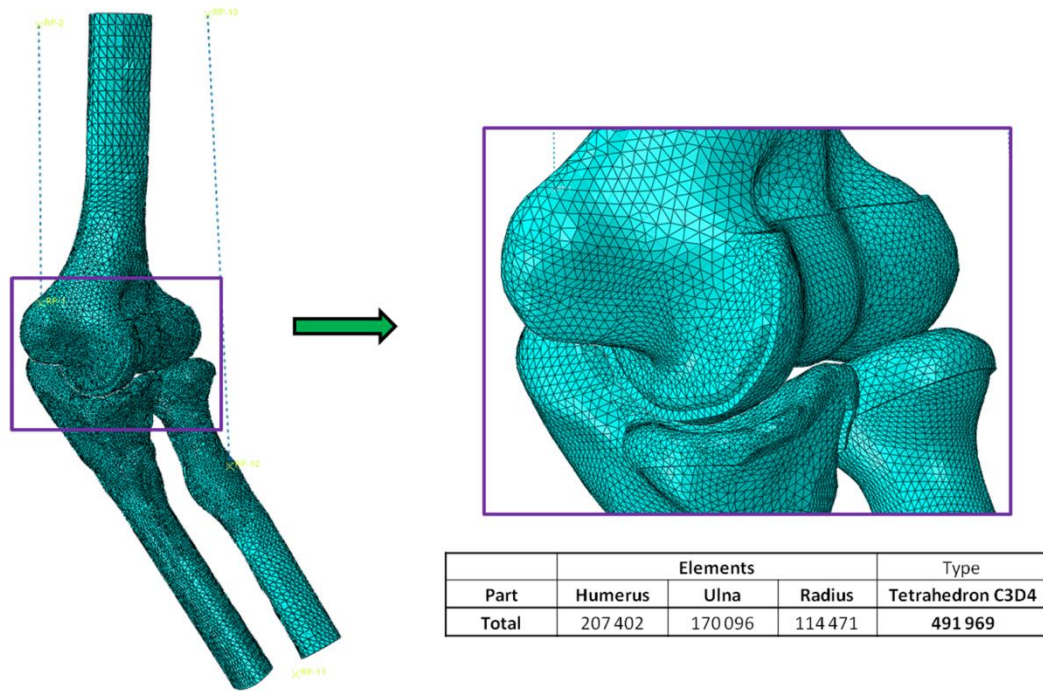 RP-2
RP-13
RP-1
RP-12
RP-11
Elements Type
Part Humerus Ulna Radius Tetrahedron C3D4
Total 207 402 170 096 114 471 491 969